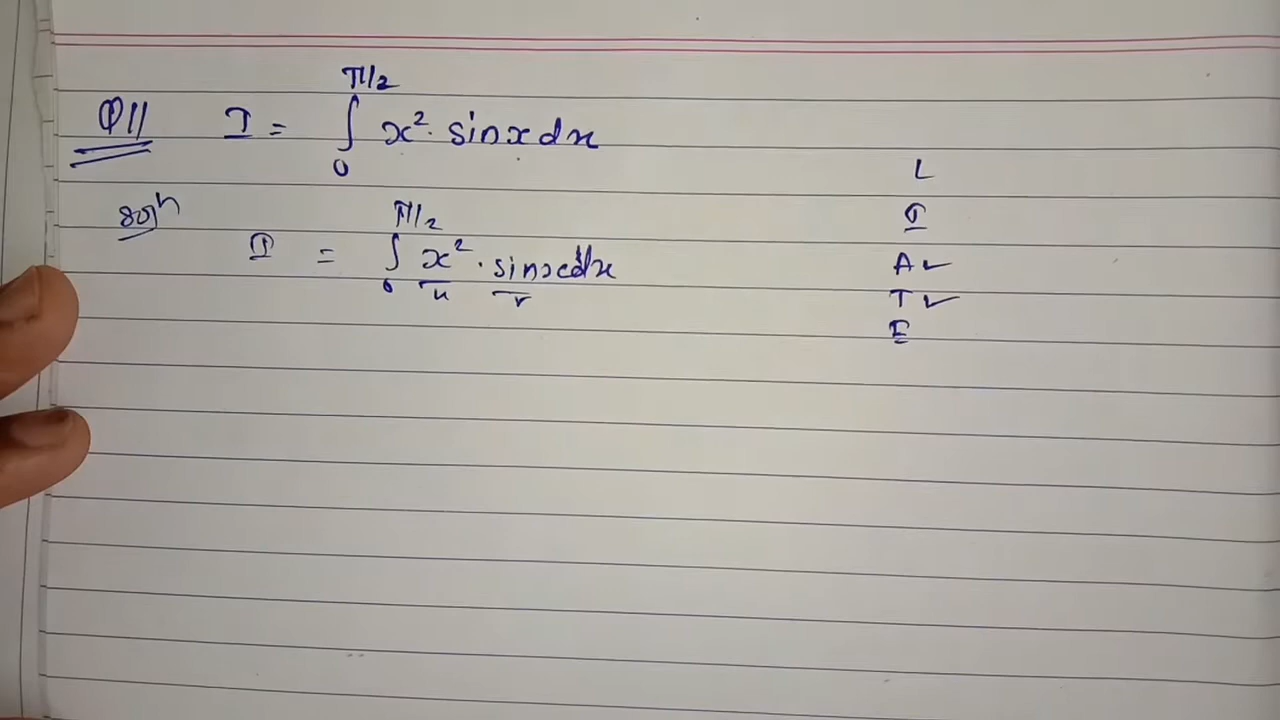 Q11 I = ∫₀^(π/2) x². sinx dx
Solⁿ
I = ∫₀^(π/2) x² . sinx dx
u v
L
I
A ✓
T ✓
E